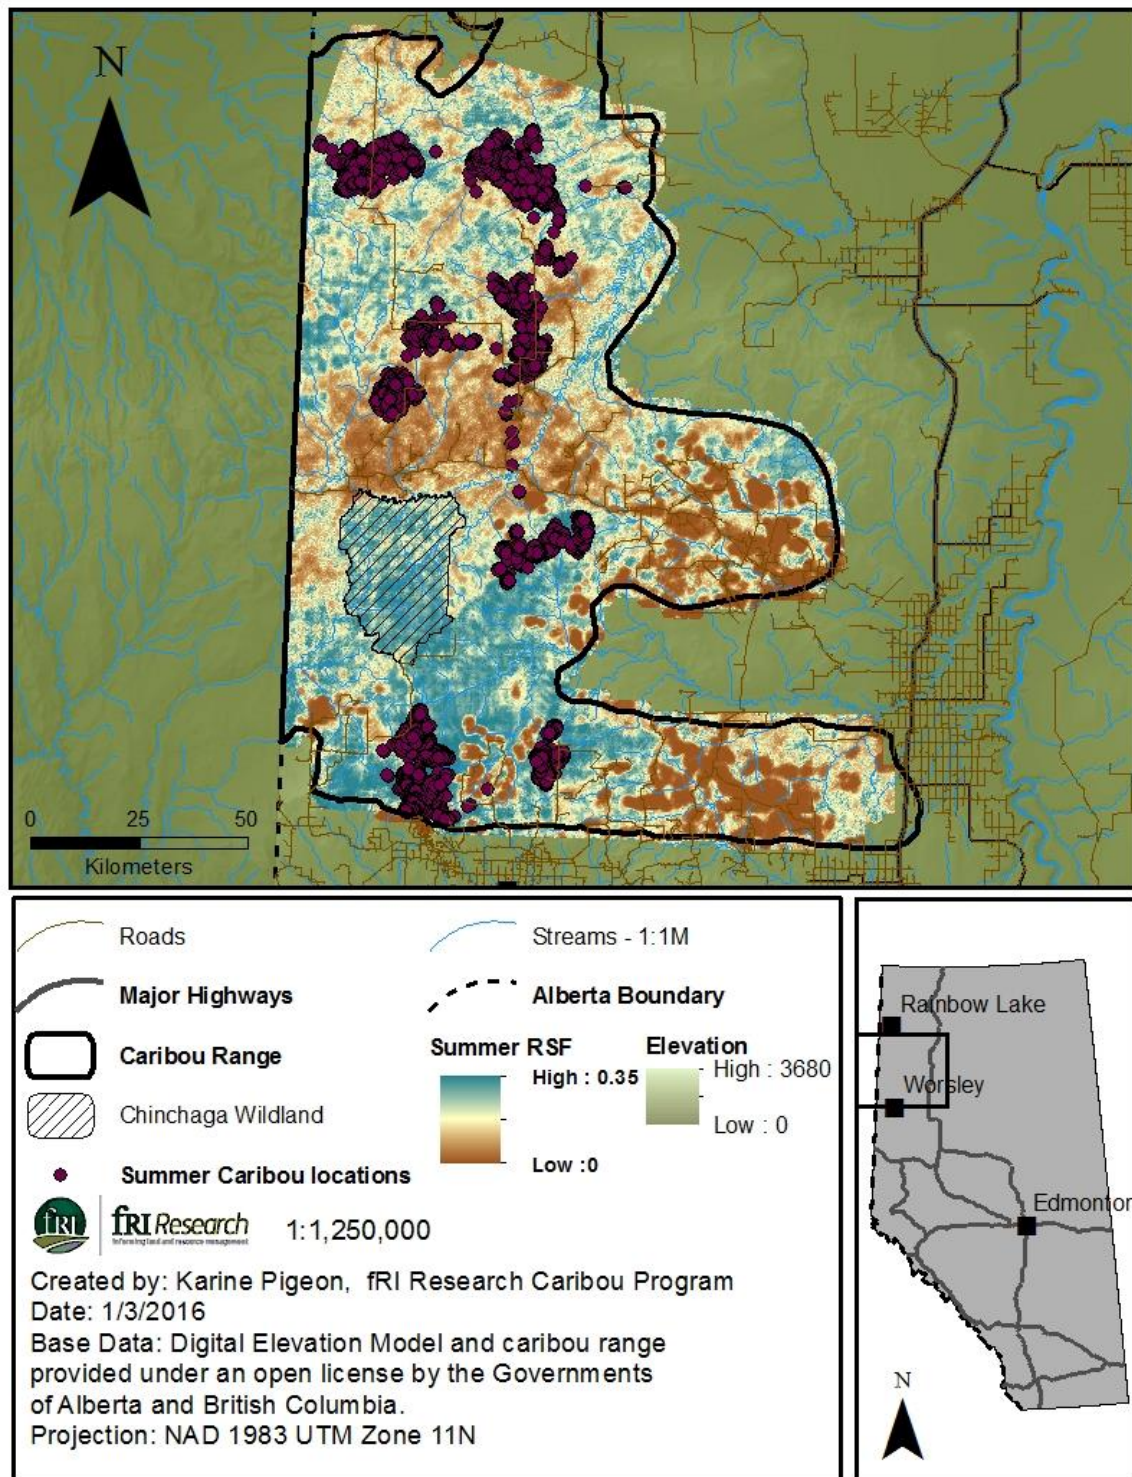 N
0 25 50
Kilometers
Roads
Streams - 1:1M
Major Highways
Alberta Boundary
Caribou Range
Summer RSF
High : 0.35
Low :0
Elevation
High : 3680
Low : 0
Chinchaga Wildland
Summer Caribou locations
fRI
fRI Research
1:1,250,000
Created by: Karine Pigeon, fRI Research Caribou Program
Date: 1/3/2016
Base Data: Digital Elevation Model and caribou range
provided under an open license by the Governments
of Alberta and British Columbia.
Projection: NAD 1983 UTM Zone 11N
Rainbow Lake
Worsley
Edmonton
N